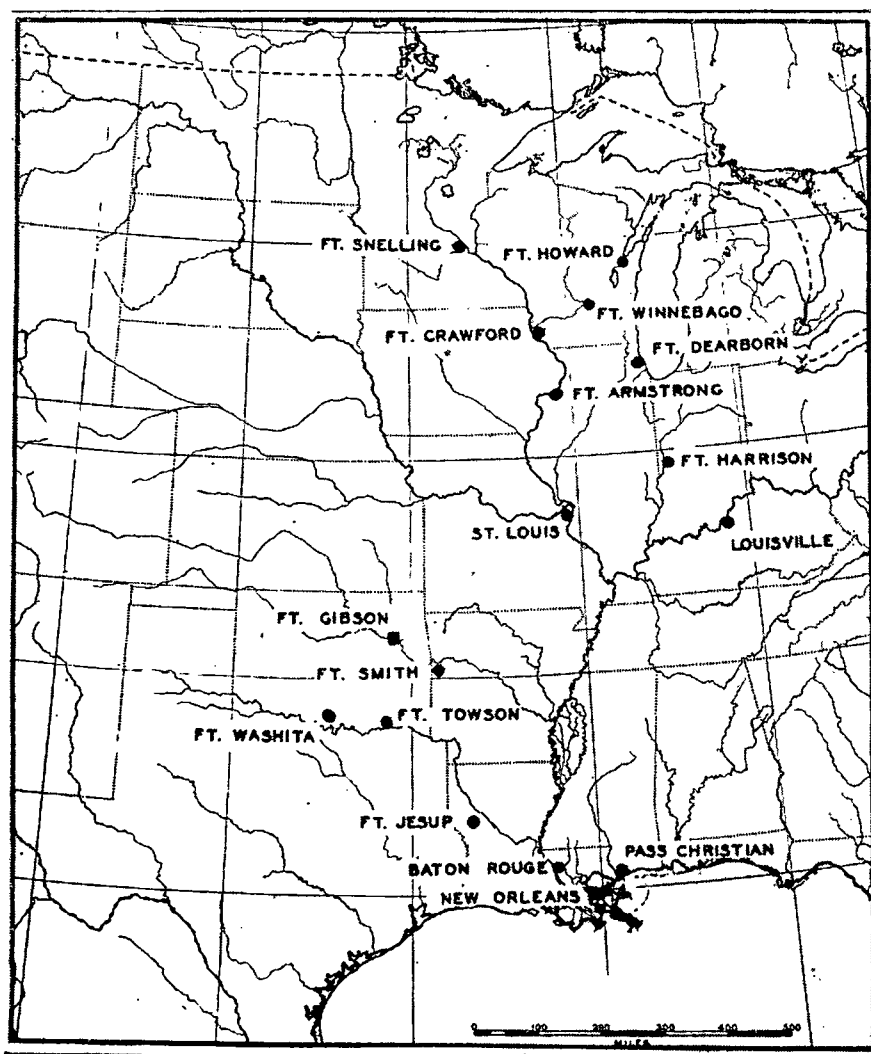 FT. SNELLING
FT. HOWARD
FT. WINNEBAGO
FT. CRAWFORD
FT. DEARBORN
FT. ARMSTRONG
FT. HARRISON
ST. LOUIS
LOUISVILLE
FT. GIBSON
FT. SMITH
FT. TOWSON
FT. WASHITA
FT. JESUP
PASS CHRISTIAN
BATON ROUGE
NEW ORLEANS
0 100 200 300 400 500
MILES